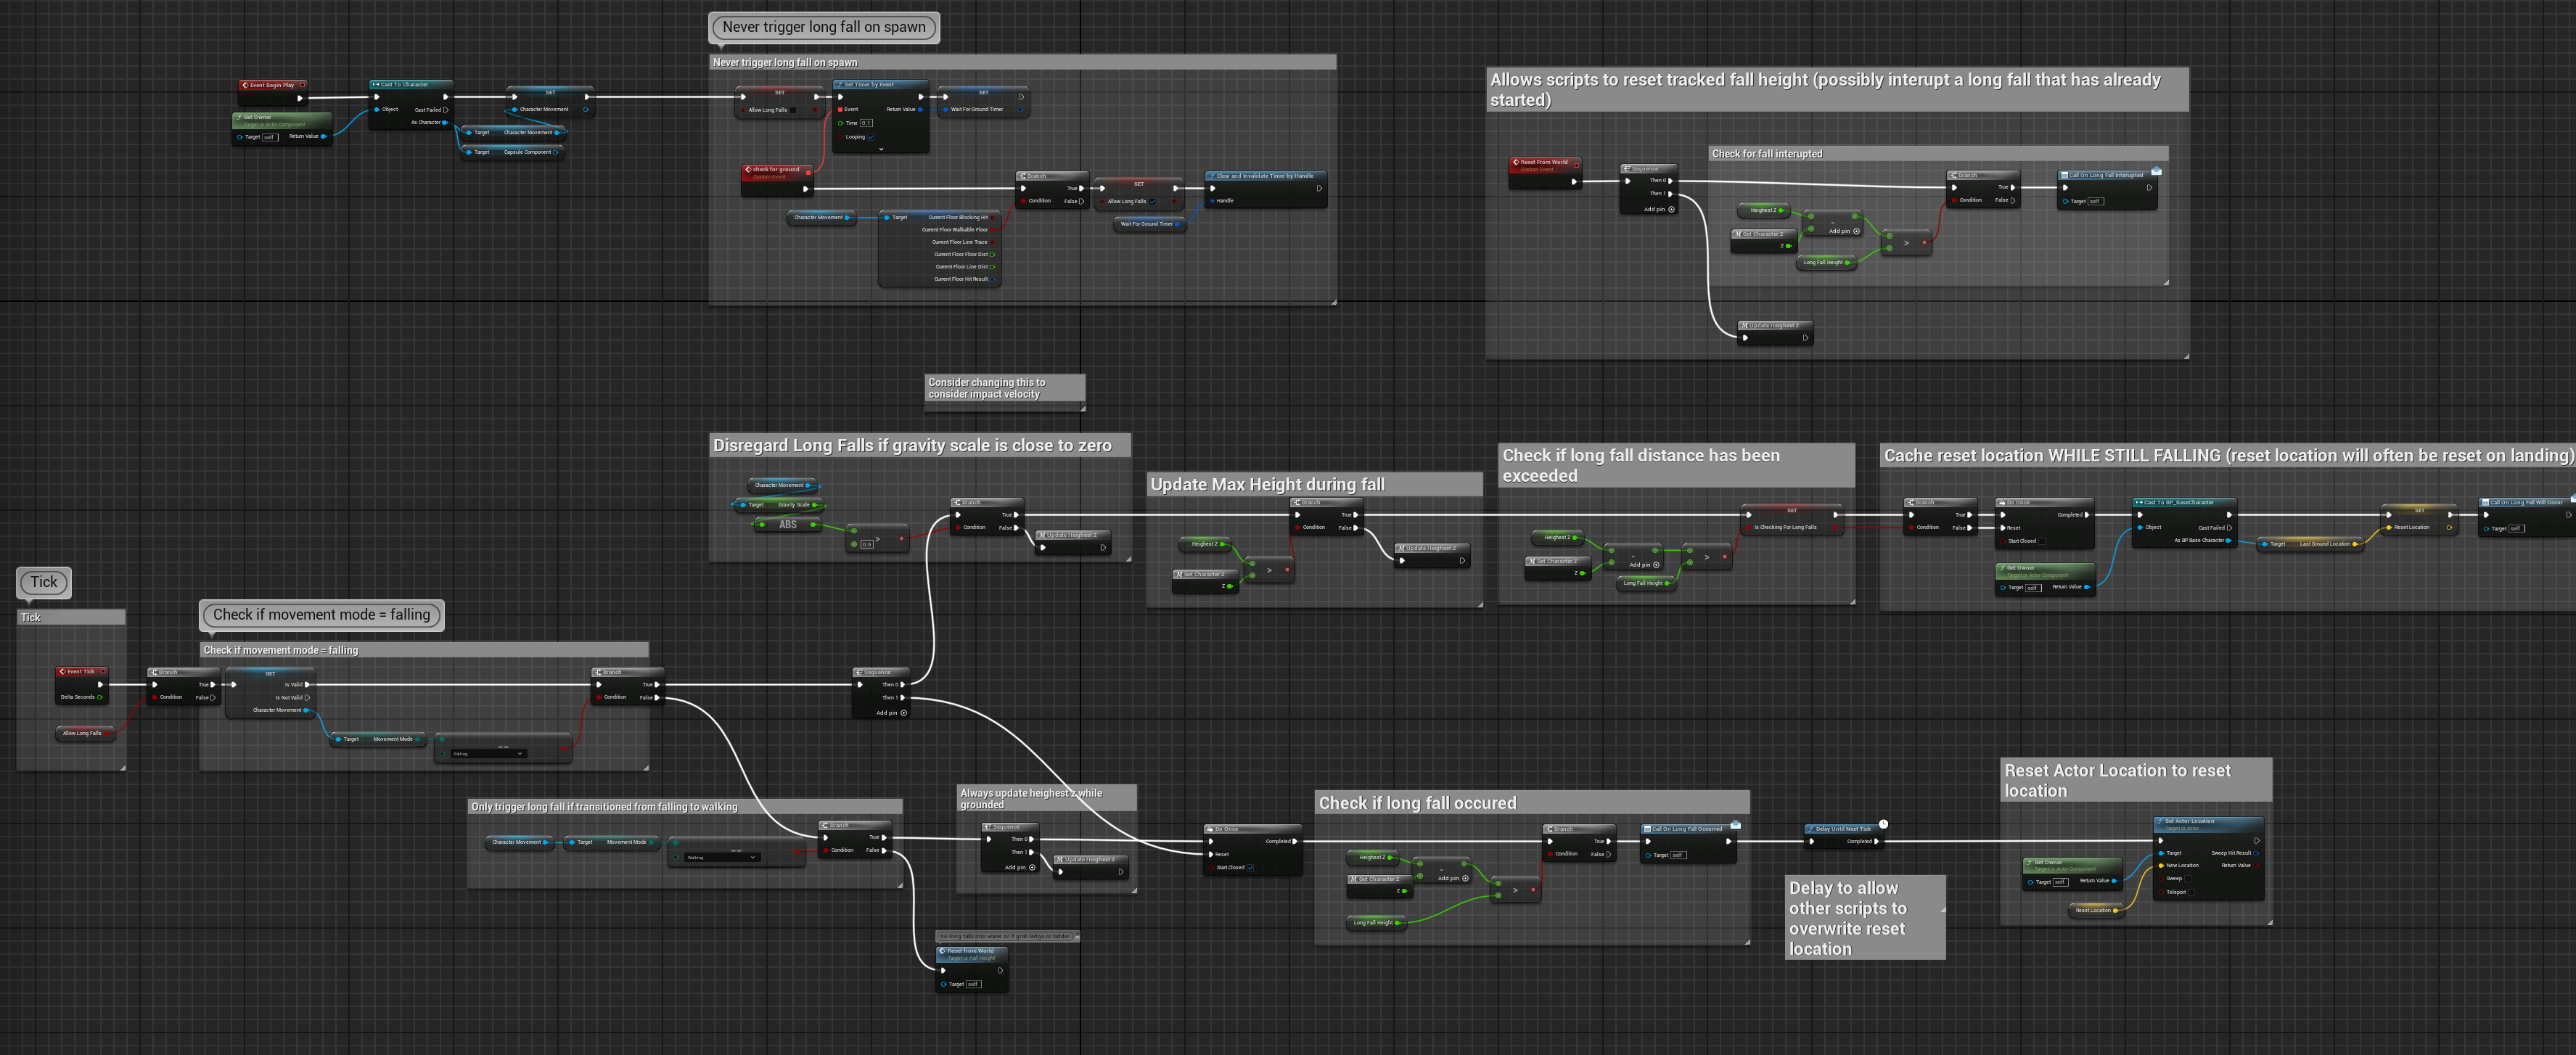 Never trigger long fall on spawn
Never trigger long fall on spawn
Event Begin Play
Get Owner
Target is Actor Component
Target self
Return Value
Cast To Character
Object
Cast Failed
As Character
SET
Character Movement
Target Character Movement
Target Capsule Component
SET
Allow Long Falls
Set Timer by Event
Event
Return Value
Time 0.1
Looping
SET
Wait For Ground Timer
check for ground
Custom Event
Character Movement
Target
Current Floor Blocking Hit
Current Floor Walkable Floor
Current Floor Line Trace
Current Floor Floor Dist
Current Floor Line Dist
Current Floor Hit Result
Branch
True
Condition
False
SET
Allow Long Falls
Wait For Ground Timer
Clear and Invalidate Timer by Handle
Handle
Allows scripts to reset tracked fall height (possibly interupt a long fall that has already
started)
Reset From World
Custom Event
Sequence
Then 0
Then 1
Add pin
Check for fall interupted
Heighest Z
Get Character Z
Z
-
Add pin
Long Fall Height
>
Branch
True
Condition
False
Call On Long Fall Interupted
Target self
Update Heighest Z
Consider changing this to
consider impact velocity
Disregard Long Falls if gravity scale is close to zero
Character Movement
Target Gravity Scale
ABS
>
Branch
True
Condition
False
Update Heighest Z
Update Max Height during fall
Heighest Z
Get Character Z
Z
>
Branch
True
Condition
False
Update Heighest Z
Check if long fall distance has been
exceeded
Heighest Z
Get Character Z
Z
-
Add pin
Long Fall Height
>
SET
Is Checking For Long Falls
Cache reset location WHILE STILL FALLING (reset location will often be reset on landing)
Branch
True
Condition
False
Do Once
Completed
Reset
Start Closed
Get Owner
Target is Actor Component
Target self
Return Value
Cast To BP_BaseCharacter
Object
Cast Failed
As BP Base Character
Target Last Ground Location
SET
Reset Location
Call On Long Fall Will Occur
Target self
Tick
Tick
Event Tick
Delta Seconds
Allow Long Falls
Branch
True
Condition
False
Check if movement mode = falling
Check if movement mode = falling
GET
Is Valid
Is Not Valid
Character Movement
Target Movement Mode
==
Falling
Branch
True
Condition
False
Sequence
Then 0
Then 1
Add pin
Only trigger long fall if transitioned from falling to walking
Character Movement
Target Movement Mode
==
Walking
Branch
True
Condition
False
Always update heighest z while
grounded
Sequence
Then 0
Then 1
Add pin
Update Heighest Z
no long falls into water or if grab ledge or ladder
Reset from World
Target is Fall Height
Target self
Do Once
Completed
Reset
Start Closed
Check if long fall occured
Heighest Z
Get Character Z
Z
-
Add pin
Long Fall Height
>
Branch
True
Condition
False
Call On Long Fall Occurred
Target self
Delay Until Next Tick
Completed
Delay to allow
other scripts to
overwrite reset
location
Reset Actor Location to reset
location
Get Owner
Target is Actor Component
Target self
Return Value
Reset Location
Set Actor Location
Target is Actor
Target
Sweep Hit Result
New Location
Return Value
Sweep
Teleport